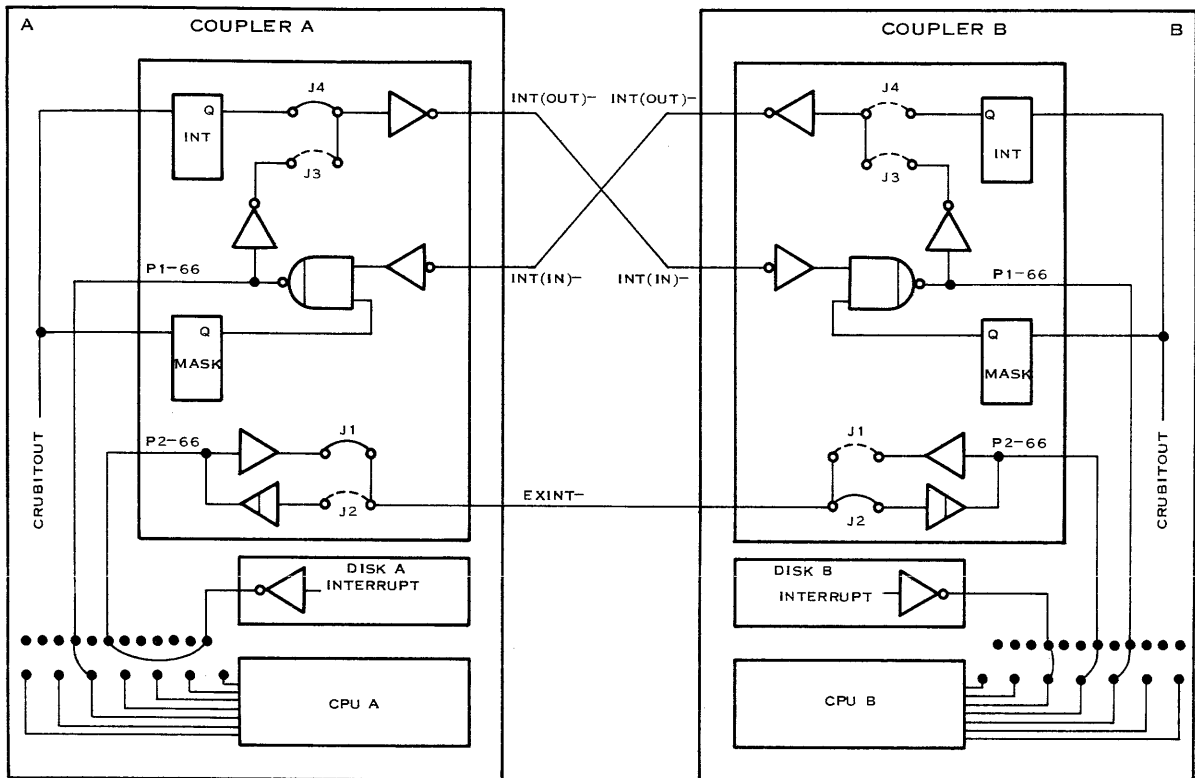 A
COUPLER A
J4
Q
INT
J3
P1-66
Q
MASK
P2-66
J1
J2
CRUBITOUT
DISK A
INTERRUPT
CPU A
INT(OUT)-
INT(OUT)-
INT(IN)-
INT(IN)-
EXINT-
COUPLER B
B
J4
Q
INT
J3
P1-66
Q
MASK
J1
P2-66
J2
CRUBITOUT
DISK B
INTERRUPT
CPU B